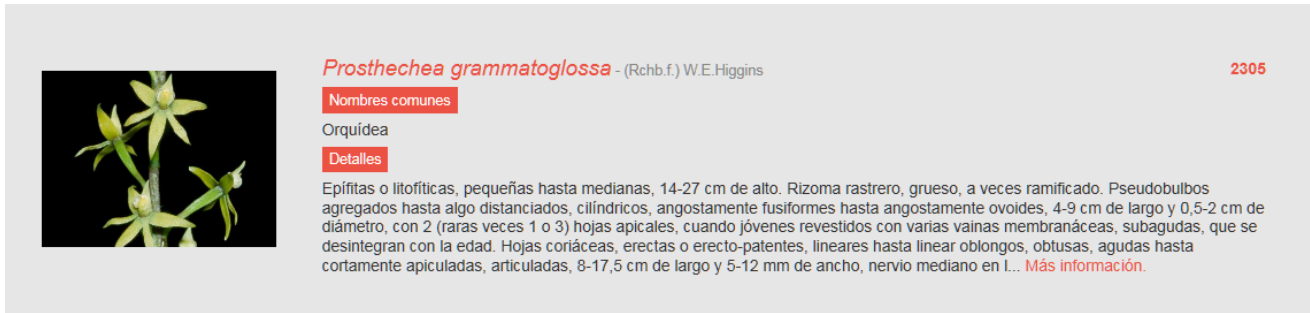 Prosthechea grammatoglossa - (Rchb.f.) W.E.Higgins 2305
Nombres comunes
Orquídea
Detalles
Epífitas o litofíticas, pequeñas hasta medianas, 14-27 cm de alto. Rizoma rastrero, grueso, a veces ramificado. Pseudobulbos
agregados hasta algo distanciados, cilíndricos, angostamente fusiformes hasta angostamente ovoides, 4-9 cm de largo y 0,5-2 cm de
diámetro, con 2 (raras veces 1 o 3) hojas apicales, cuando jóvenes revestidos con varias vainas membranáceas, subagudas, que se
desintegran con la edad. Hojas coriáceas, erectas o erecto-patentes, lineares hasta linear oblongos, obtusas, agudas hasta
cortamente apiculadas, articuladas, 8-17,5 cm de largo y 5-12 mm de ancho, nervio mediano en l... Más información.